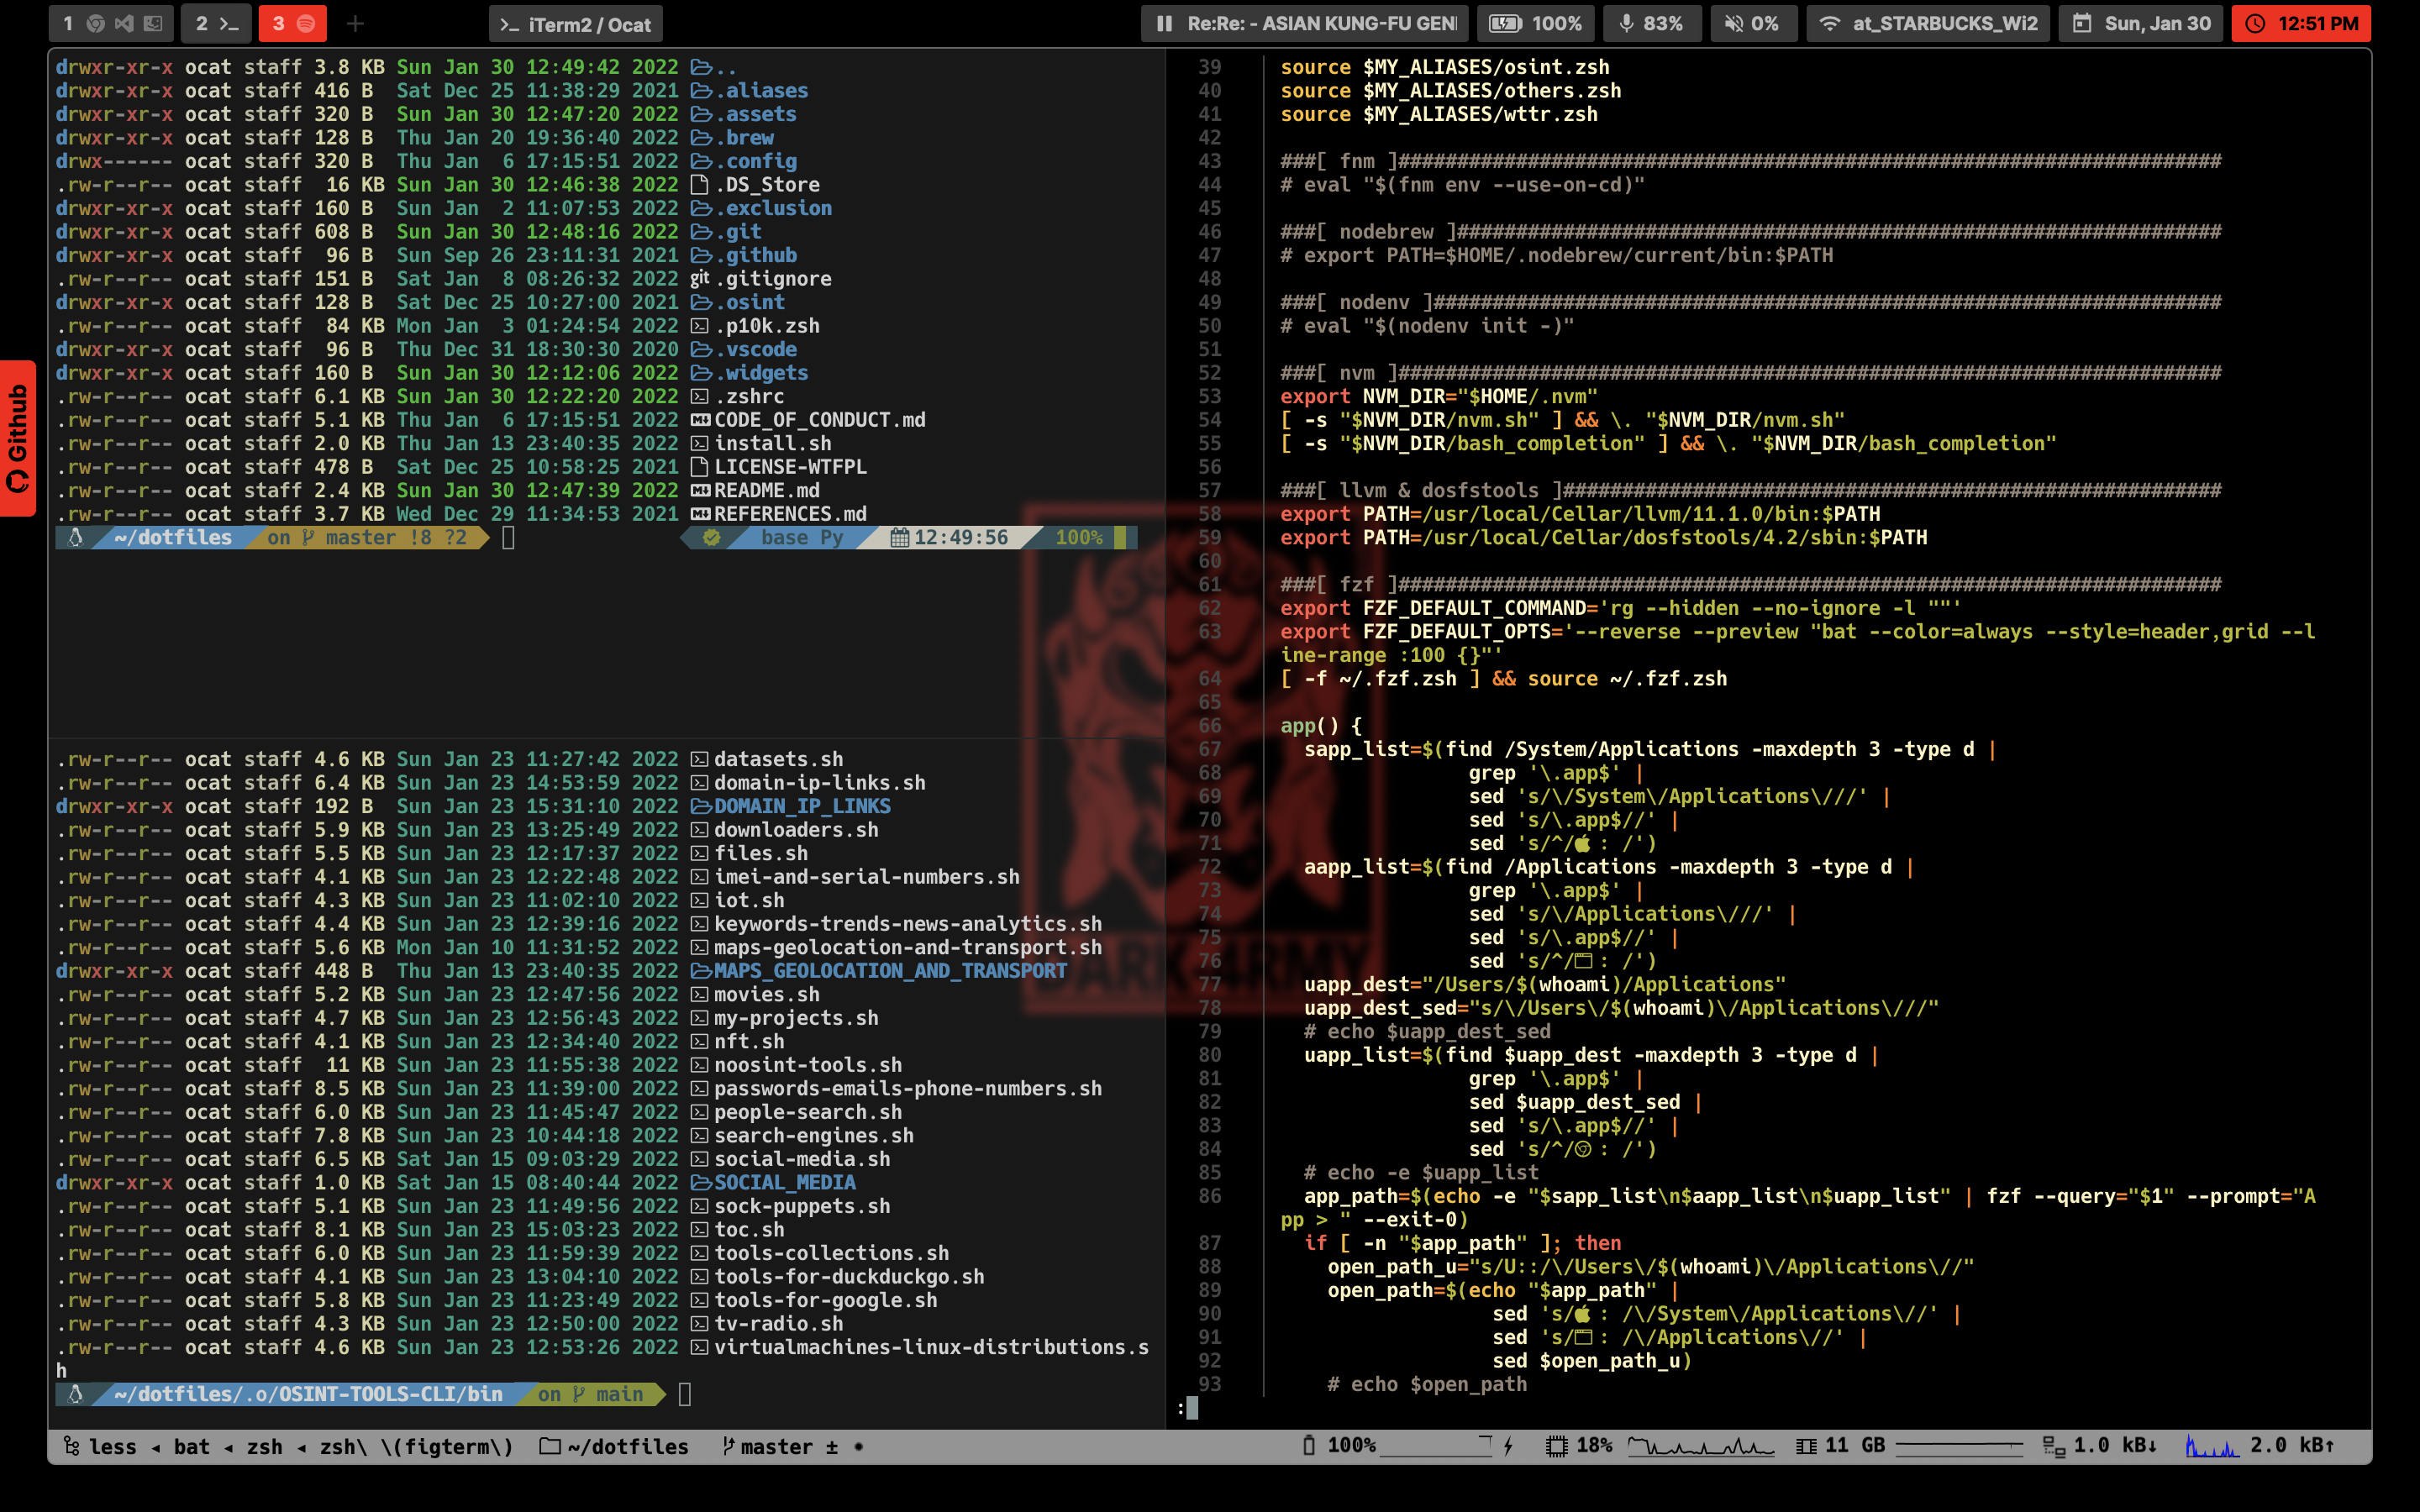 1
2
3
+
iTerm2 / Ocat
Re:Re: - ASIAN KUNG-FU GEN
100%
83%
0%
at_STARBUCKS_Wi2
Sun, Jan 30
12:51 PM
Github
drwxr-xr-x ocat staff 3.8 KB Sun Jan 30 12:49:42 2022 ..
drwxr-xr-x ocat staff 416 B Sat Dec 25 11:38:29 2021 .aliases
drwxr-xr-x ocat staff 320 B Sun Jan 30 12:47:20 2022 .assets
drwxr-xr-x ocat staff 128 B Thu Jan 20 19:36:40 2022 .brew
drwx------ ocat staff 320 B Thu Jan 6 17:15:51 2022 .config
.rw-r--r-- ocat staff 16 KB Sun Jan 30 12:46:38 2022 .DS_Store
drwxr-xr-x ocat staff 160 B Sun Jan 2 11:07:53 2022 .exclusion
drwxr-xr-x ocat staff 608 B Sun Jan 30 12:48:16 2022 .git
drwxr-xr-x ocat staff 96 B Sun Sep 26 23:11:31 2021 .github
.rw-r--r-- ocat staff 151 B Sat Jan 8 08:26:32 2022 git .gitignore
drwxr-xr-x ocat staff 128 B Sat Dec 25 10:27:00 2021 .osint
.rw-r--r-- ocat staff 84 KB Mon Jan 3 01:24:54 2022 .p10k.zsh
drwxr-xr-x ocat staff 96 B Thu Dec 31 18:30:30 2020 .vscode
drwxr-xr-x ocat staff 160 B Sun Jan 30 12:12:06 2022 .widgets
.rw-r--r-- ocat staff 6.1 KB Sun Jan 30 12:22:20 2022 .zshrc
.rw-r--r-- ocat staff 5.1 KB Thu Jan 6 17:15:51 2022 CODE_OF_CONDUCT.md
.rw-r--r-- ocat staff 2.0 KB Thu Jan 13 23:40:35 2022 install.sh
.rw-r--r-- ocat staff 478 B Sat Dec 25 10:58:25 2021 LICENSE-WTFPL
.rw-r--r-- ocat staff 2.4 KB Sun Jan 30 12:47:39 2022 README.md
.rw-r--r-- ocat staff 3.7 KB Wed Dec 29 11:34:53 2021 REFERENCES.md
~/dotfiles on master !8 ?2 base Py 12:49:56 100%
.rw-r--r-- ocat staff 4.6 KB Sun Jan 23 11:27:42 2022 datasets.sh
.rw-r--r-- ocat staff 6.4 KB Sun Jan 23 14:53:59 2022 domain-ip-links.sh
drwxr-xr-x ocat staff 192 B Sun Jan 23 15:31:10 2022 DOMAIN_IP_LINKS
.rw-r--r-- ocat staff 5.9 KB Sun Jan 23 13:25:49 2022 downloaders.sh
.rw-r--r-- ocat staff 5.5 KB Sun Jan 23 12:17:37 2022 files.sh
.rw-r--r-- ocat staff 4.1 KB Sun Jan 23 12:22:48 2022 imei-and-serial-numbers.sh
.rw-r--r-- ocat staff 4.3 KB Sun Jan 23 11:02:10 2022 iot.sh
.rw-r--r-- ocat staff 4.4 KB Sun Jan 23 12:39:16 2022 keywords-trends-news-analytics.sh
.rw-r--r-- ocat staff 5.6 KB Mon Jan 10 11:31:52 2022 maps-geolocation-and-transport.sh
drwxr-xr-x ocat staff 448 B Thu Jan 13 23:40:35 2022 MAPS_GEOLOCATION_AND_TRANSPORT
.rw-r--r-- ocat staff 5.2 KB Sun Jan 23 12:47:56 2022 movies.sh
.rw-r--r-- ocat staff 4.7 KB Sun Jan 23 12:56:43 2022 my-projects.sh
.rw-r--r-- ocat staff 4.1 KB Sun Jan 23 12:34:40 2022 nft.sh
.rw-r--r-- ocat staff 11 KB Sun Jan 23 11:55:38 2022 noosint-tools.sh
.rw-r--r-- ocat staff 8.5 KB Sun Jan 23 11:39:00 2022 passwords-emails-phone-numbers.sh
.rw-r--r-- ocat staff 6.0 KB Sun Jan 23 11:45:47 2022 people-search.sh
.rw-r--r-- ocat staff 7.8 KB Sun Jan 23 10:44:18 2022 search-engines.sh
.rw-r--r-- ocat staff 6.5 KB Sat Jan 15 09:03:29 2022 social-media.sh
drwxr-xr-x ocat staff 1.0 KB Sat Jan 15 08:40:44 2022 SOCIAL_MEDIA
.rw-r--r-- ocat staff 5.1 KB Sun Jan 23 11:49:56 2022 sock-puppets.sh
.rw-r--r-- ocat staff 8.1 KB Sun Jan 23 15:03:23 2022 toc.sh
.rw-r--r-- ocat staff 6.0 KB Sun Jan 23 11:59:39 2022 tools-collections.sh
.rw-r--r-- ocat staff 4.1 KB Sun Jan 23 13:04:10 2022 tools-for-duckduckgo.sh
.rw-r--r-- ocat staff 5.8 KB Sun Jan 23 11:23:49 2022 tools-for-google.sh
.rw-r--r-- ocat staff 4.3 KB Sun Jan 23 12:50:00 2022 tv-radio.sh
.rw-r--r-- ocat staff 4.6 KB Sun Jan 23 12:53:26 2022 virtualmachines-linux-distributions.s
h
~/dotfiles/.o/OSINT-TOOLS-CLI/bin on main
39 source $MY_ALIASES/osint.zsh
40 source $MY_ALIASES/others.zsh
41 source $MY_ALIASES/wttr.zsh
42
43 ###[ fnm ]######################################################################
44 # eval "$(fnm env --use-on-cd)"
45
46 ###[ nodebrew ]#################################################################
47 # export PATH=$HOME/.nodebrew/current/bin:$PATH
48
49 ###[ nodenv ]###################################################################
50 # eval "$(nodenv init -)"
51
52 ###[ nvm ]######################################################################
53 export NVM_DIR="$HOME/.nvm"
54 [ -s "$NVM_DIR/nvm.sh" ] && \. "$NVM_DIR/nvm.sh"
55 [ -s "$NVM_DIR/bash_completion" ] && \. "$NVM_DIR/bash_completion"
56
57 ###[ llvm & dosfstools ]########################################################
58 export PATH=/usr/local/Cellar/llvm/11.1.0/bin:$PATH
59 export PATH=/usr/local/Cellar/dosfstools/4.2/sbin:$PATH
60
61 ###[ fzf ]######################################################################
62 export FZF_DEFAULT_COMMAND='rg --hidden --no-ignore -l ""'
63 export FZF_DEFAULT_OPTS='--reverse --preview "bat --color=always --style=header,grid --l
ine-range :100 {}"'
64 [ -f ~/.fzf.zsh ] && source ~/.fzf.zsh
65
66 app() {
67 sapp_list=$(find /System/Applications -maxdepth 3 -type d |
68 grep '\.app$' |
69 sed 's/\/System\/Applications\///' |
70 sed 's/\.app$//' |
71 sed 's/^/ : /')
72 aapp_list=$(find /Applications -maxdepth 3 -type d |
73 grep '\.app$' |
74 sed 's/\/Applications\///' |
75 sed 's/\.app$//' |
76 sed 's/^/ : /')
77 uapp_dest="/Users/$(whoami)/Applications"
78 uapp_dest_sed="s/\/Users\/$(whoami)\/Applications\///"
79 # echo $uapp_dest_sed
80 uapp_list=$(find $uapp_dest -maxdepth 3 -type d |
81 grep '\.app$' |
82 sed $uapp_dest_sed |
83 sed 's/\.app$//' |
84 sed 's/^/ : /')
85 # echo -e $uapp_list
86 app_path=$(echo -e "$sapp_list\n$aapp_list\n$uapp_list" | fzf --query="$1" --prompt="A
pp > " --exit-0)
87 if [ -n "$app_path" ]; then
88 open_path_u="s/U::/\/Users\/$(whoami)\/Applications\//"
89 open_path=$(echo "$app_path" |
90 sed 's/ : /\/System\/Applications\//' |
91 sed 's/ : /\/Applications\//' |
92 sed $open_path_u)
93 # echo $open_path
:
DARK ARMY
less ◂ bat ◂ zsh ◂ zsh\ \(figterm\) ~/dotfiles master ± •
100% 18% 11 GB 1.0 kB↓ 2.0 kB↑